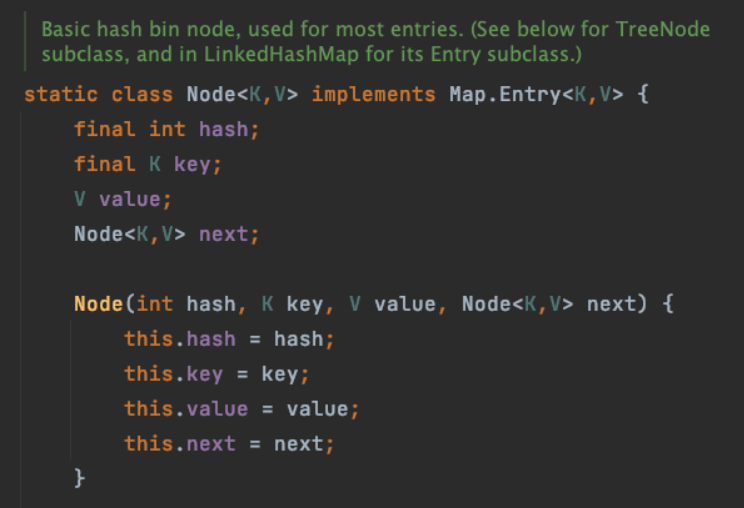 Basic hash bin node, used for most entries. (See below for TreeNode
subclass, and in LinkedHashMap for its Entry subclass.)
static class Node<K,V> implements Map.Entry<K,V> {
    final int hash;
    final K key;
    V value;
    Node<K,V> next;

    Node(int hash, K key, V value, Node<K,V> next) {
        this.hash = hash;
        this.key = key;
        this.value = value;
        this.next = next;
    }